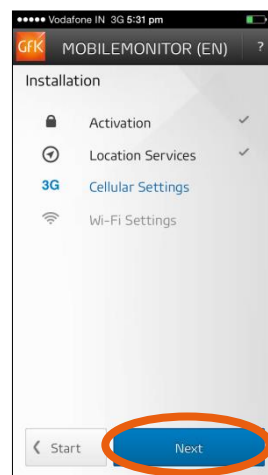 Vodafone IN 3G 5:31 pm
GfK MOBILEMONITOR (EN) ?
Installation
Activation
Location Services
3G Cellular Settings
Wi-Fi Settings
Start Next